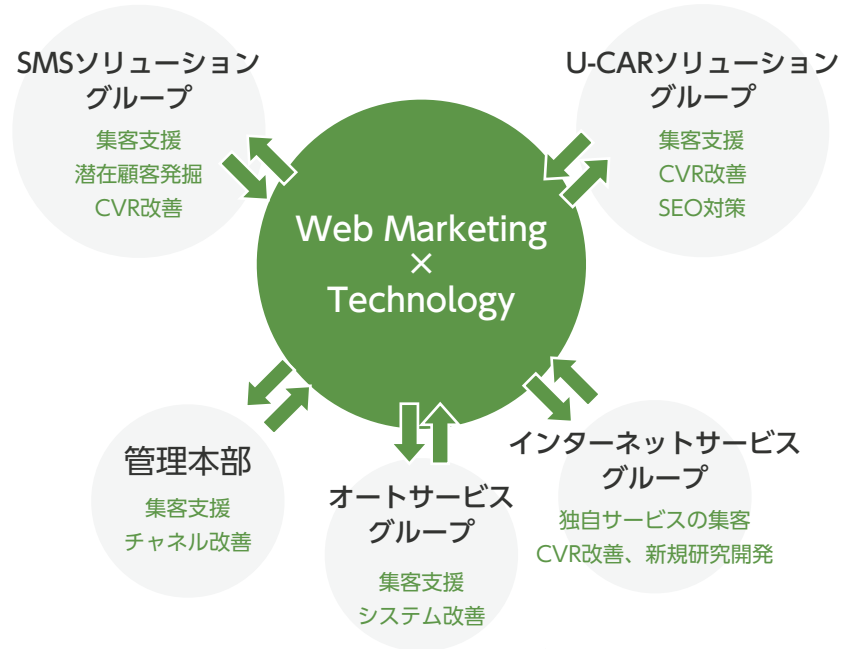 SMSソリューション
グループ
集客支援
潜在顧客発掘
CVR改善
U-CARソリューション
グループ
集客支援
CVR改善
SEO対策
Web Marketing
×
Technology
管理本部
集客支援
チャネル改善
オートサービス
グループ
集客支援
システム改善
インターネットサービス
グループ
独自サービスの集客
CVR改善、新規研究開発